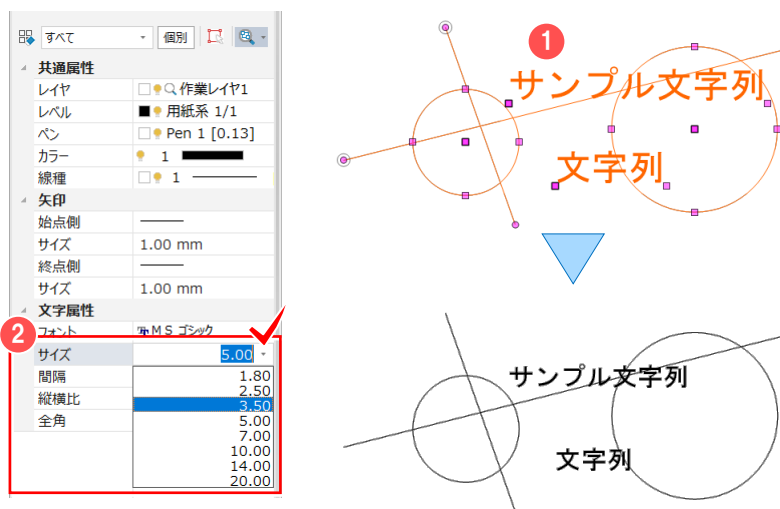 すべて 個別
共通属性
レイヤ 作業レイヤ1
レベル 用紙系 1/1
ペン Pen 1 [0.13]
カラー 1
線種 1
矢印
始点側
サイズ 1.00 mm
終点側
サイズ 1.00 mm
文字属性
フォント ＭＳ ゴシック
2
サイズ 5.00
間隔
縦横比
全角
1.80
2.50
3.50
5.00
7.00
10.00
14.00
20.00
1
サンプル文字列
文字列
サンプル文字列
文字列